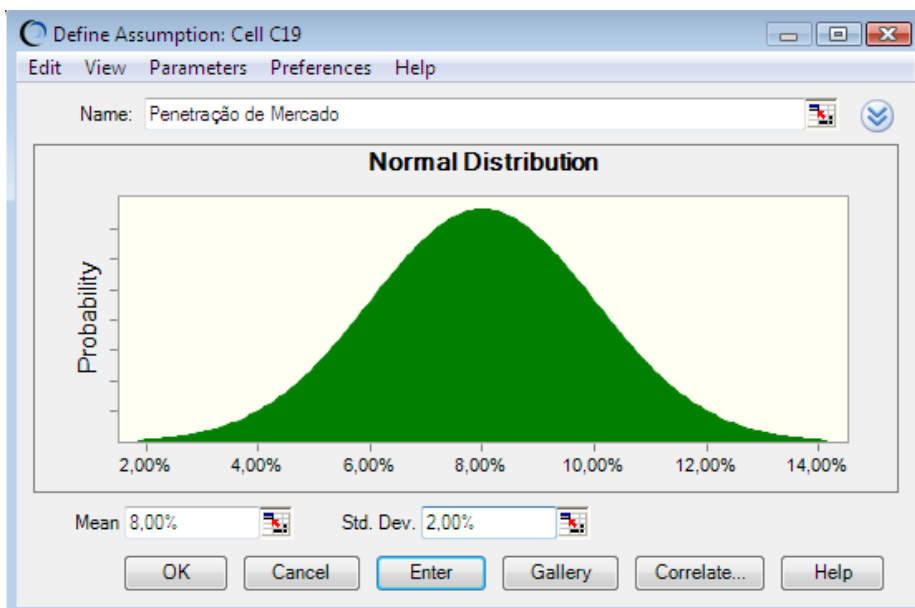 Define Assumption: Cell C19
Edit View Parameters Preferences Help
Name: Penetração de Mercado
Normal Distribution
Probability
2,00% 4,00% 6,00% 8,00% 10,00% 12,00% 14,00%
Mean 8,00% Std. Dev. 2,00%
OK Cancel Enter Gallery Correlate... Help